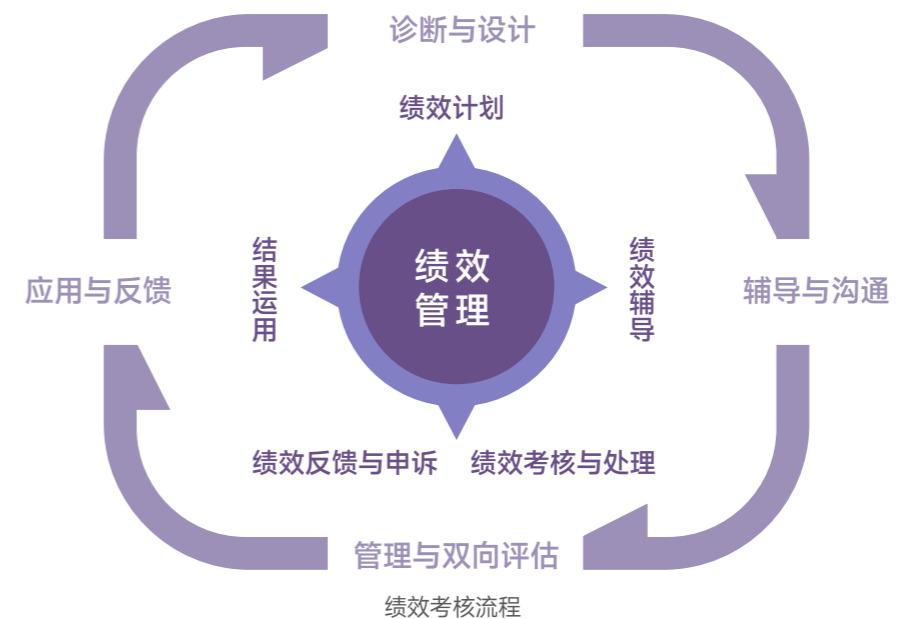 诊断与设计
绩效计划
结果运用
绩效
管理
绩效辅导
应用与反馈
辅导与沟通
绩效反馈与申诉
绩效考核与处理
管理与双向评估
绩效考核流程